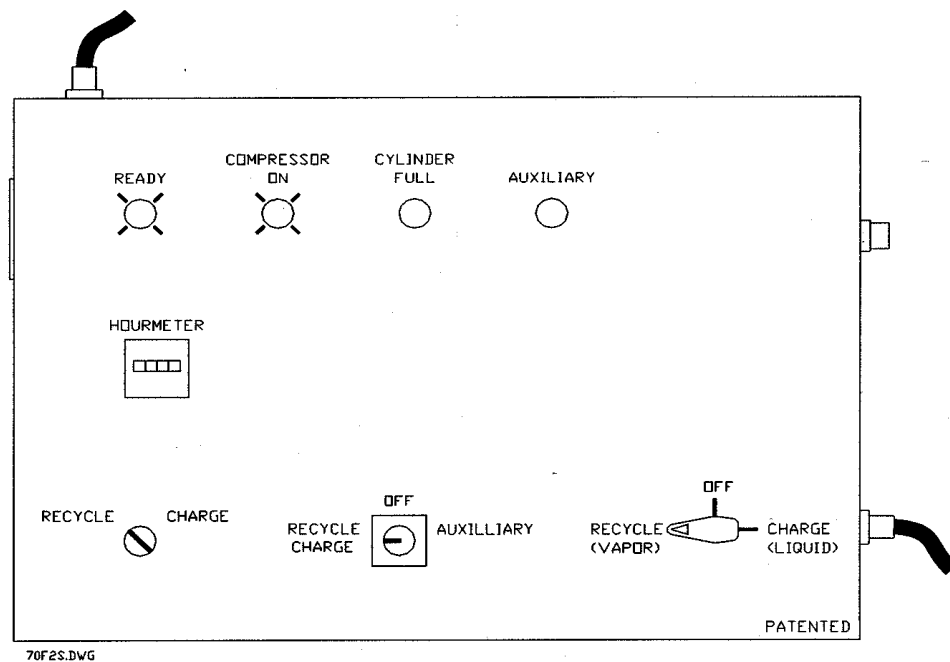 READY
COMPRESSOR
ON
CYLINDER
FULL
AUXILIARY
HOURMETER
RECYCLE
CHARGE
OFF
RECYCLE
CHARGE
AUXILLIARY
OFF
RECYCLE
(VAPOR)
CHARGE
(LIQUID)
PATENTED
70F2S.DWG